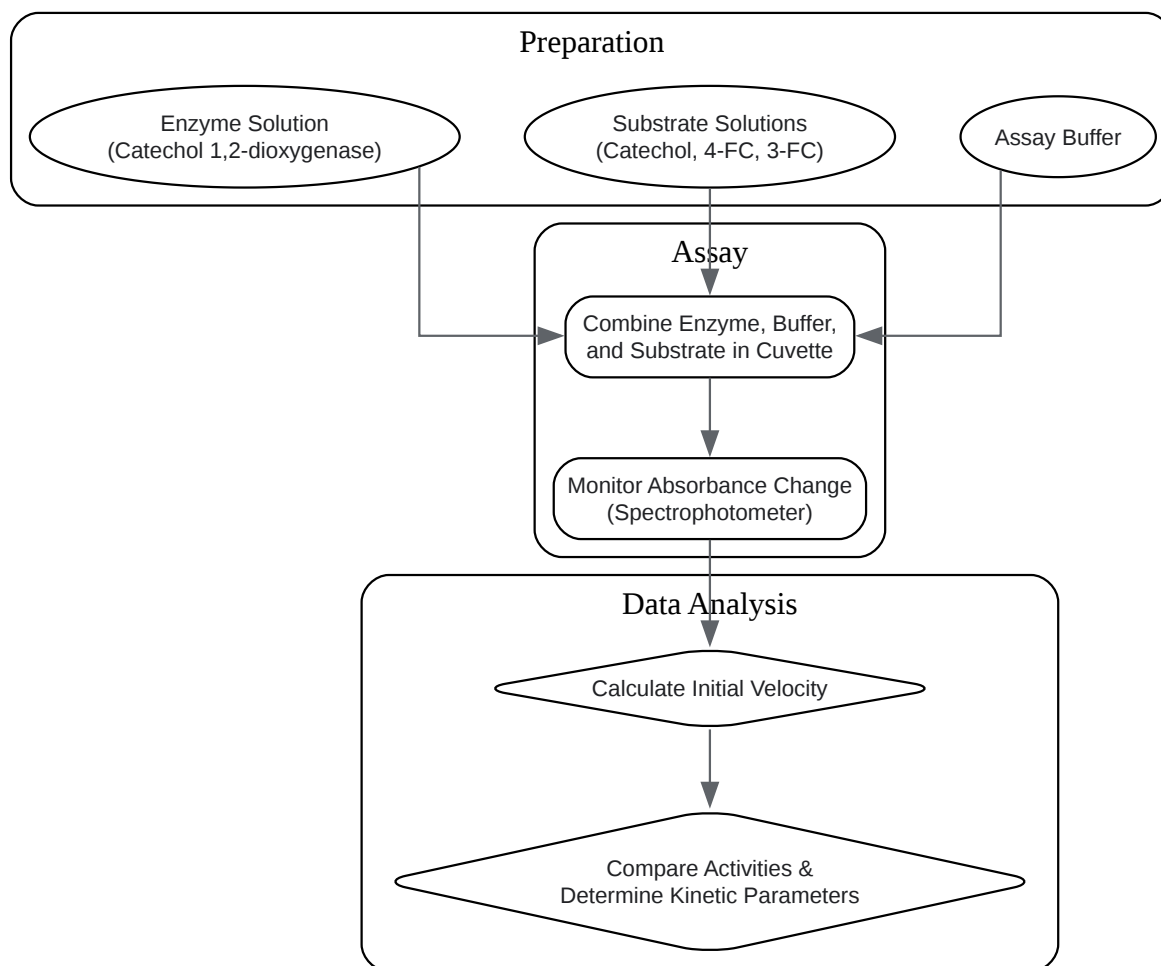 Preparation
Enzyme Solution
(Catechol 1,2-dioxygenase)
Substrate Solutions
(Catechol, 4-FC, 3-FC)
Assay Buffer
Assay
Combine Enzyme, Buffer,
and Substrate in Cuvette
Monitor Absorbance Change
(Spectrophotometer)
Data Analysis
Calculate Initial Velocity
Compare Activities &
Determine Kinetic Parameters